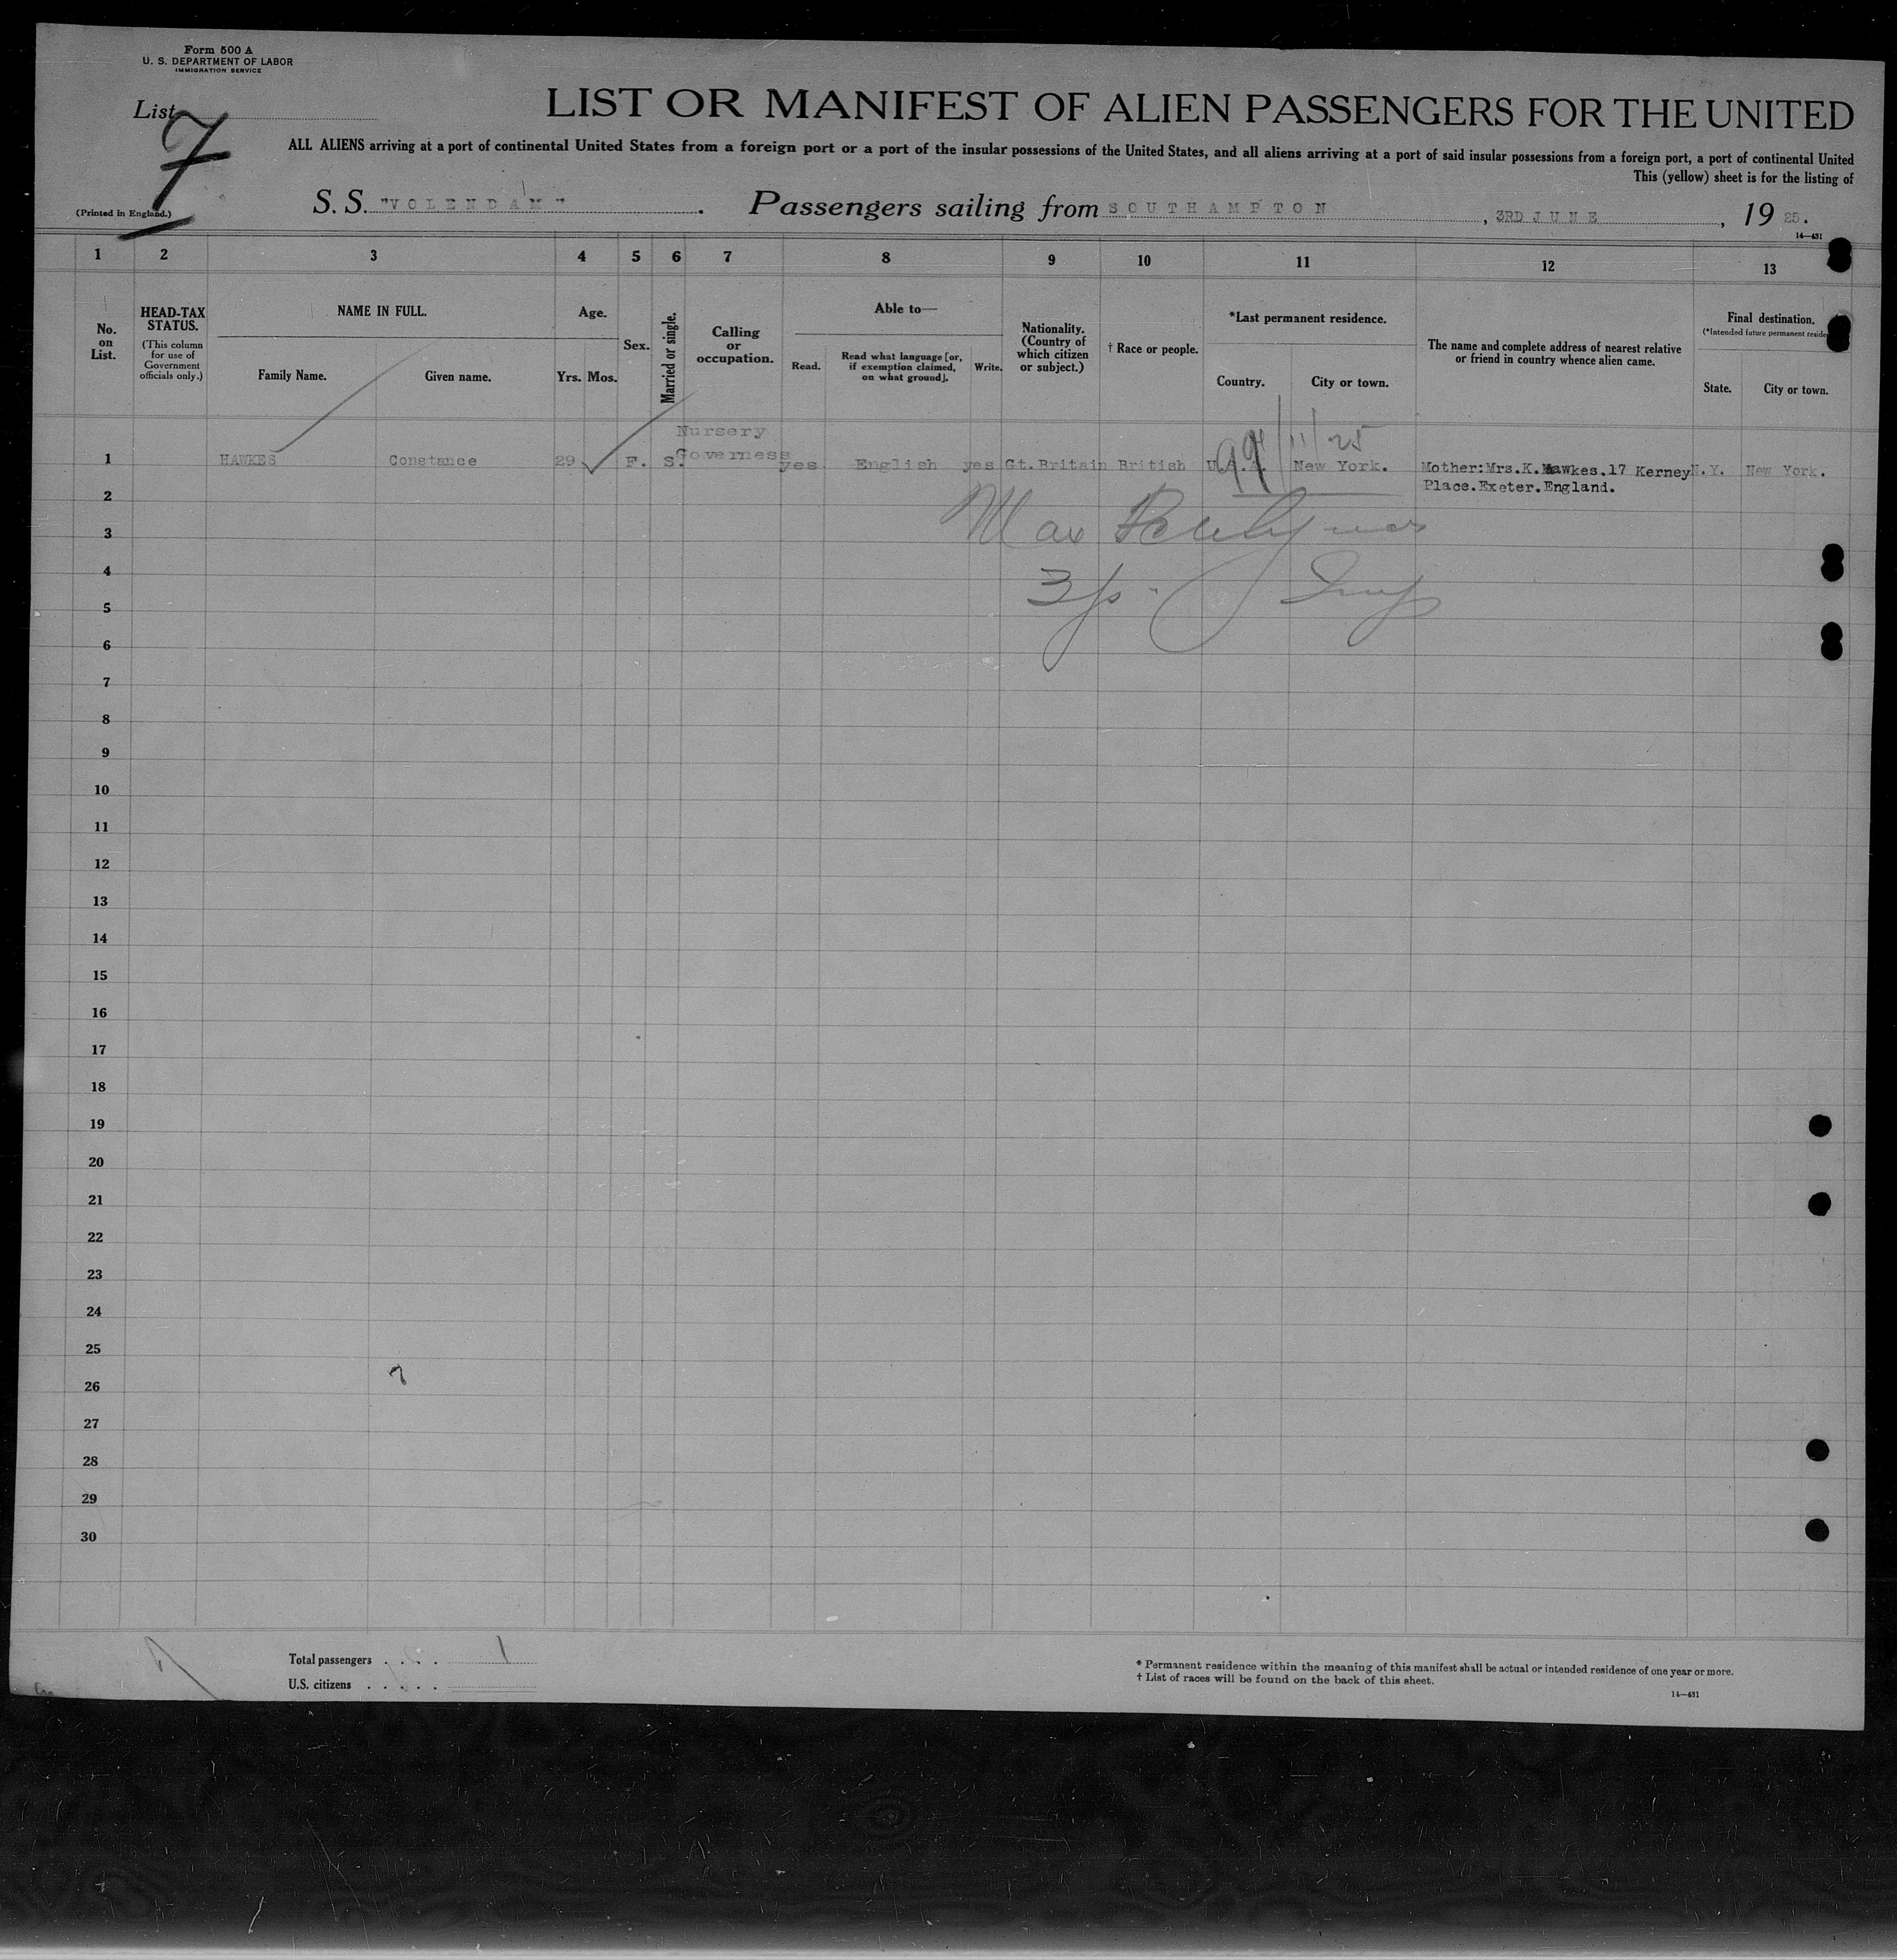 Form 500 A
U. S. DEPARTMENT OF LABOR
IMMIGRATION SERVICE
List 7
LIST OR MANIFEST OF ALIEN PASSENGERS FOR THE UNITED
ALL ALIENS arriving at a port of continental United States from a foreign port or a port of the insular possessions of the United States, and all aliens arriving at a port of said insular possessions from a foreign port, a port of continental United
This (yellow) sheet is for the listing of
(Printed in England.)
S. S. "VOLENDAM". Passengers sailing from SOUTHAMPTON, 3RD JUNE, 19 25.
14—431
1 2 3 4 5 6 7 8 9 10 11 12 13
No. on List.
HEAD-TAX STATUS.
(This column for use of Government officials only.)
NAME IN FULL.
Family Name. Given name.
Age.
Yrs. Mos.
Sex.
Married or single.
Calling or occupation.
Able to—
Read. Read what language [or, if exemption claimed, on what ground]. Write.
Nationality. (Country of which citizen or subject.)
† Race or people.
*Last permanent residence.
Country. City or town.
The name and complete address of nearest relative or friend in country whence alien came.
Final destination.
(*Intended future permanent reside
State. City or town.
1 HAWKES Constance 29 F. S. Nursery Governess yes English yes Gt.Britain British U.S.A. New York. Mother:Mrs.K.Hawkes.17 Kerney Place.Exeter.England. N.Y. New York.
11/25
2
Max
3
4
3/
5
6
7
8
9
10
11
12
13
14
15
16
17
18
19
20
21
22
23
24
25
26
27
28
29
30
Total passengers . . . . 1
U.S. citizens . . . . .
* Permanent residence within the meaning of this manifest shall be actual or intended residence of one year or more.
† List of races will be found on the back of this sheet.
14—431